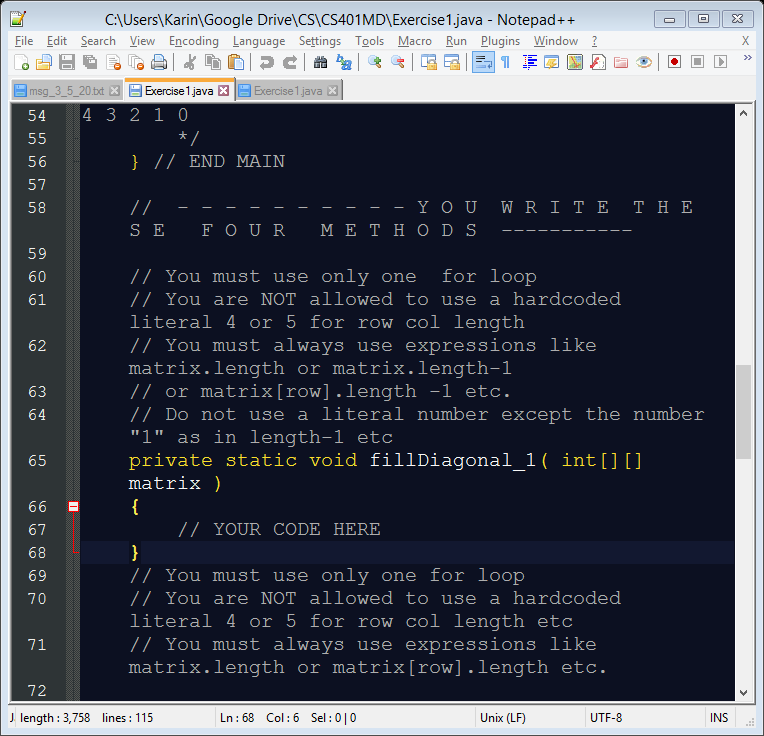 C:\Users\Karin\Google Drive\CS\CS401MD\Exercise1.java - Notepad++
File Edit Search View Encoding Language Settings Tools Macro Run Plugins Window ? X
msg_3_5_20.txt Exercise1.java Exercise1.java
54 4 3 2 1 0
55 */
56 } // END MAIN
57
58 // - - - - - - - - - - Y O U   W R I T E   T H E
S E   F O U R   M E T H O D S   -----------
59
60 // You must use only one  for loop
61 // You are NOT allowed to use a hardcoded
literal 4 or 5 for row col length
62 // You must always use expressions like
matrix.length or matrix.length-1
63 // or matrix[row].length -1 etc.
64 // Do not use a literal number except the number
"1" as in length-1 etc
65 private static void fillDiagonal_1( int[][]
matrix )
66 {
67 // YOUR CODE HERE
68 }
69 // You must use only one for loop
70 // You are NOT allowed to use a hardcoded
literal 4 or 5 for row col length etc
71 // You must always use expressions like
matrix.length or matrix[row].length etc.
72
J length : 3,758 lines : 115 Ln : 68 Col : 6 Sel : 0 | 0 Unix (LF) UTF-8 INS